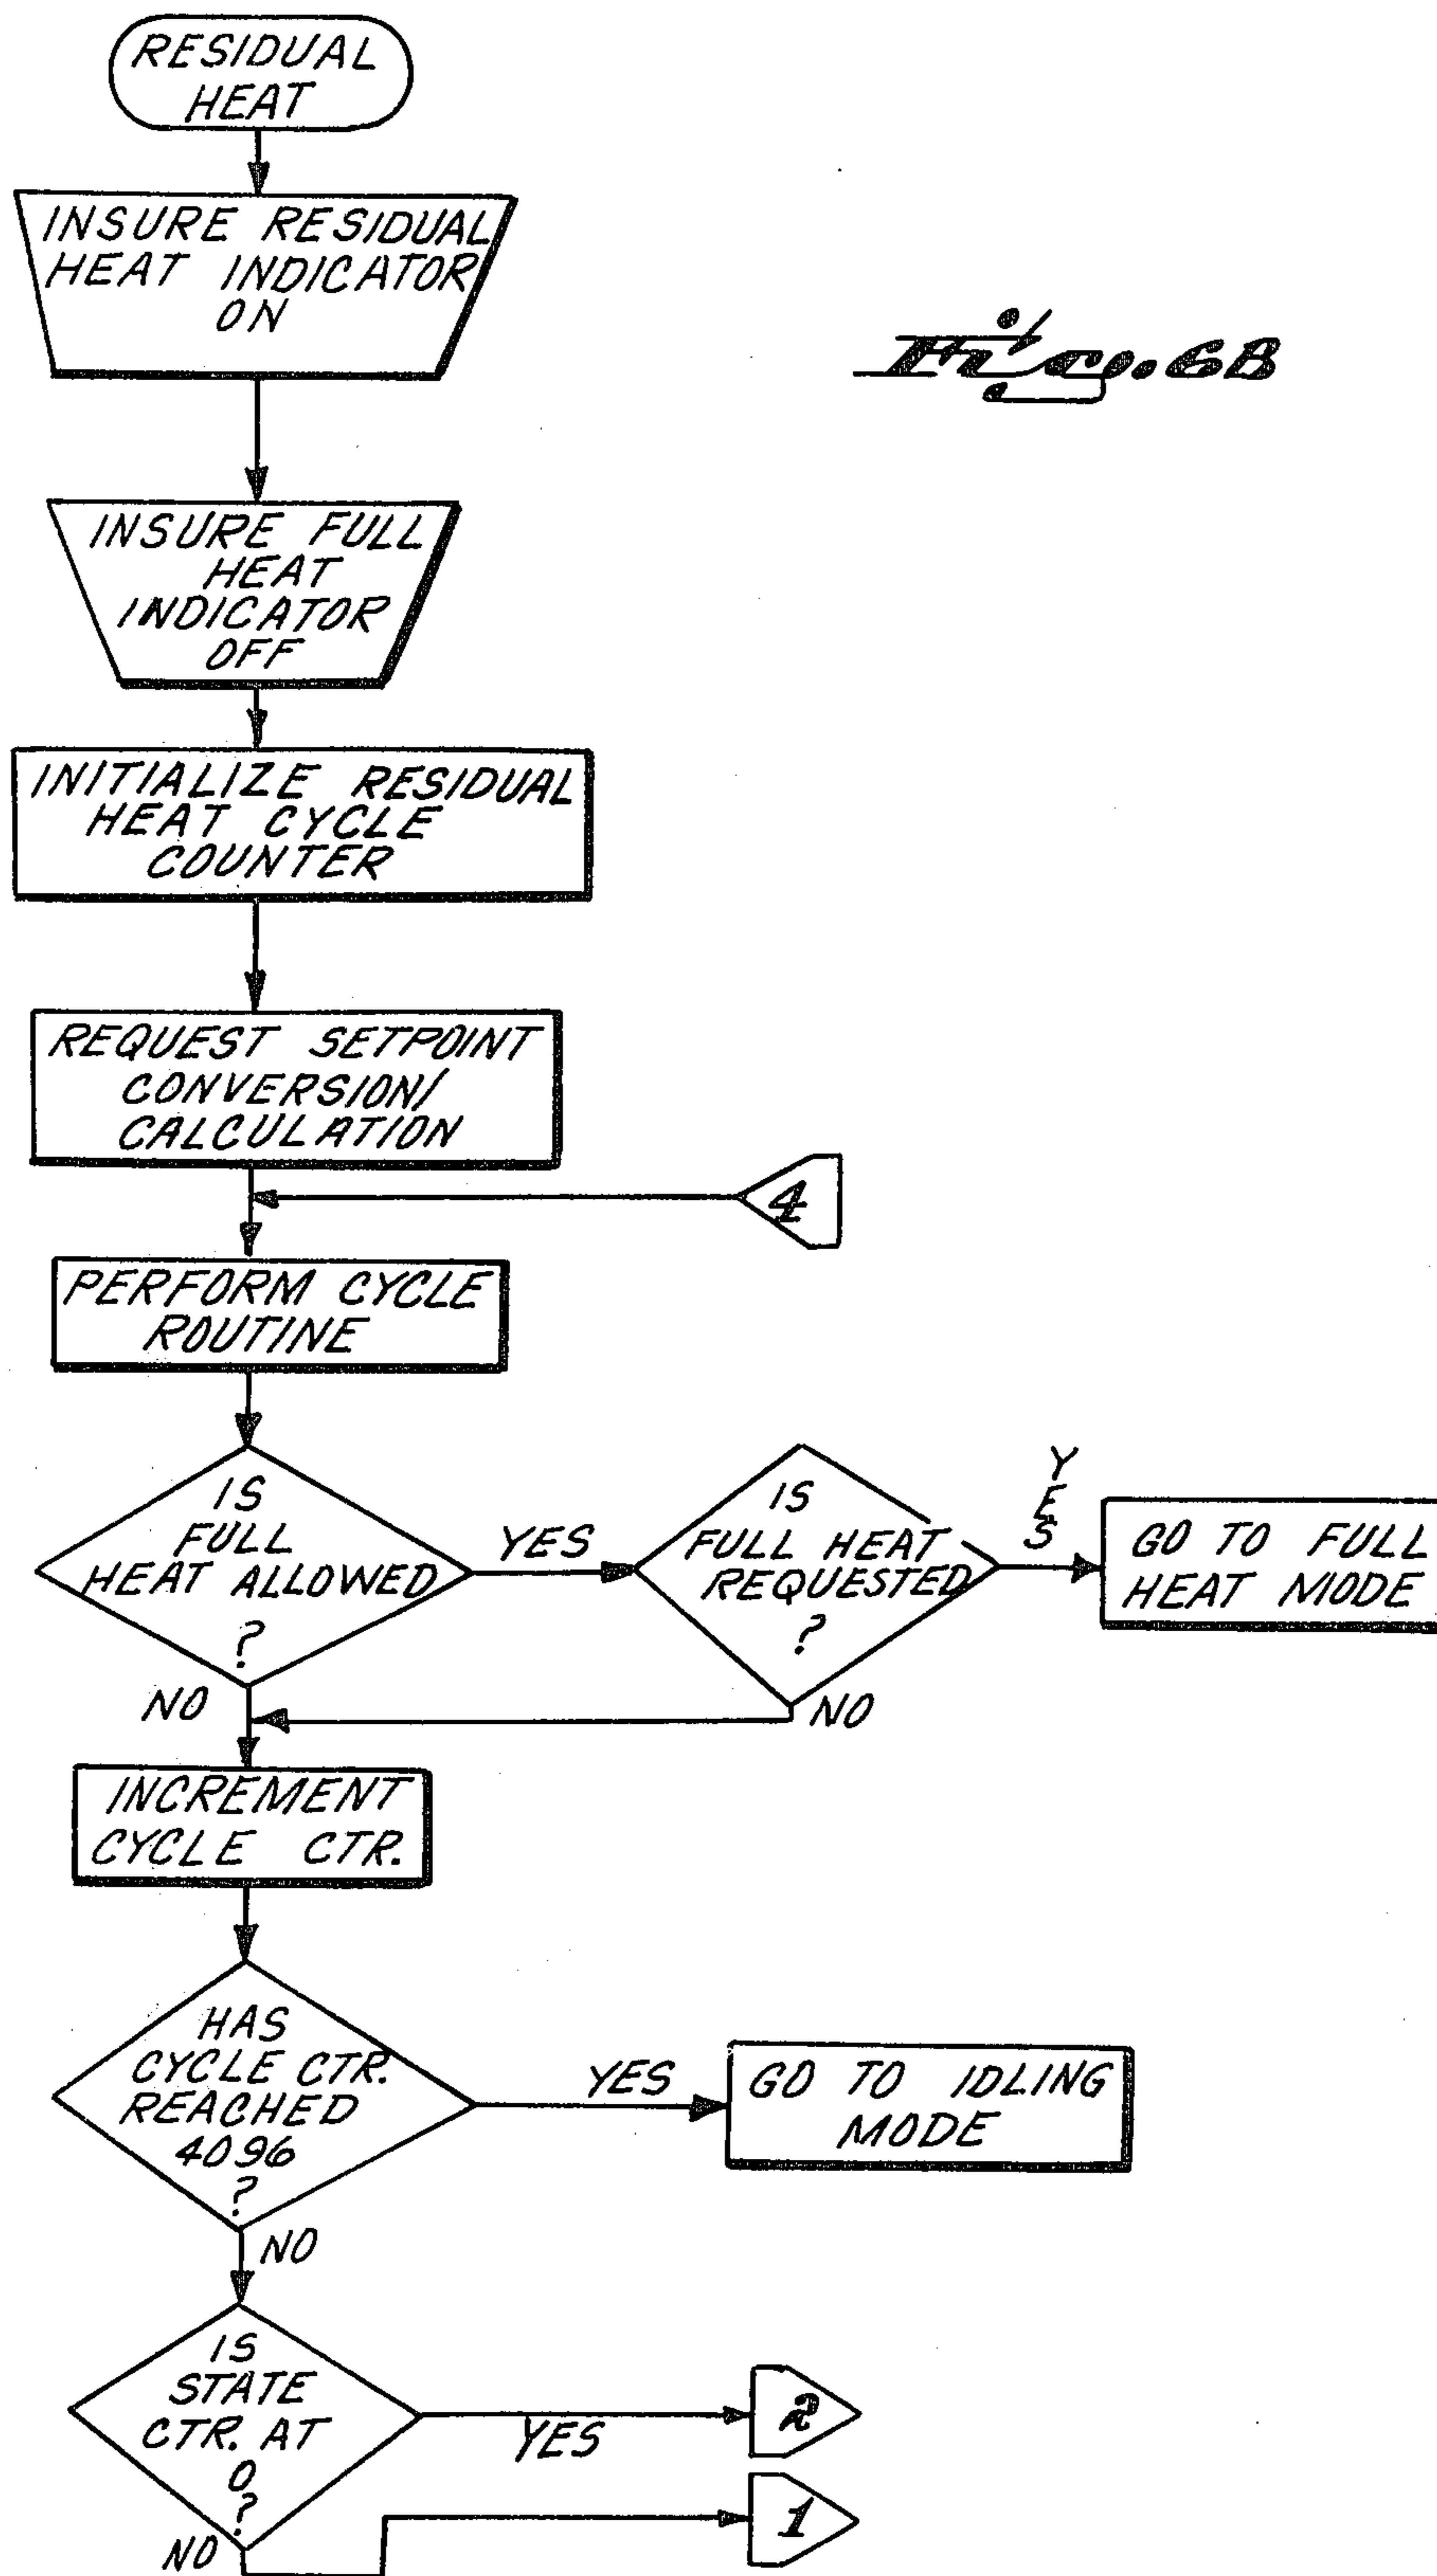 RESIDUAL
HEAT
INSURE RESIDUAL
HEAT INDICATOR
ON
Fig. 6B
INSURE FULL
HEAT
INDICATOR
OFF
INITIALIZE RESIDUAL
HEAT CYCLE
COUNTER
REQUEST SETPOINT
CONVERSION/
CALCULATION
4
PERFORM CYCLE
ROUTINE
IS
FULL
HEAT ALLOWED
?
YES
NO
IS
FULL HEAT
REQUESTED
?
YES
NO
GO TO FULL
HEAT MODE
INCREMENT
CYCLE CTR.
HAS
CYCLE CTR.
REACHED
4096
?
YES
GO TO IDLING
MODE
NO
IS
STATE
CTR. AT
0
?
YES
2
NO
1